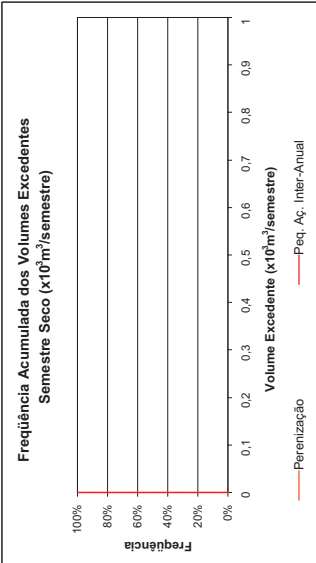 Freqüência Acumulada dos Volumes Excedentes
Semestre Seco (x10³m³/semestre)
Freqüência
100%
80%
60%
40%
20%
0%
0
0,1
0,2
0,3
0,4
0,5
0,6
0,7
0,8
0,9
1
Volume Excedente (x10³m³/semestre)
Perenização
Peq. Aç. Inter-Anual